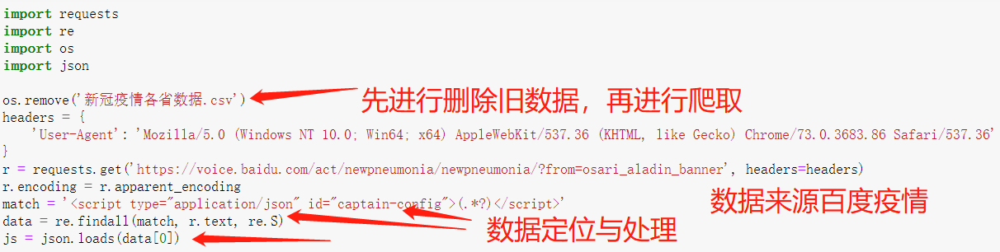 import requests
import re
import os
import json
os.remove('新冠疫情各省数据.csv')
先进行删除旧数据，再进行爬取
headers = {
'User-Agent': 'Mozilla/5.0 (Windows NT 10.0; Win64; x64) AppleWebKit/537.36 (KHTML, like Gecko) Chrome/73.0.3683.86 Safari/537.36'
}
r = requests.get('https://voice.baidu.com/act/newpneumonia/newpneumonia/?from=osari_aladin_banner', headers=headers)
r.encoding = r.apparent_encoding
match = '<script type="application/json" id="captain-config">(.*?)</script>'
数据来源百度疫情
data = re.findall(match, r.text, re.S)
数据定位与处理
js = json.loads(data[0])